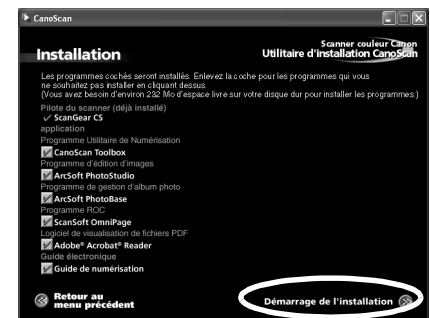 CanoScan
Installation
Scanner couleur Canon
Utilitaire d'installation CanoScan
Les programmes cochés seront installés. Enlevez la coche pour les programmes qui vous
ne souhaitez pas installer en cliquant dessus.
(Vous avez besoin d'environ 232 Mo d'espace livre sur votre disque dur pour installer les programmes.)
Pilote du scanner (déjà installé)
ScanGear CS
application
Programme Utilitaire de Numérisation
CanoScan Toolbox
Programme d'édition d'images
ArcSoft PhotoStudio
Programme de gestion d'album photo
ArcSoft PhotoBase
Programme ROC
ScanSoft OmniPage
Logiciel de visualisation de fichiers PDF
Adobe® Acrobat® Reader
Guide électronique
Guide de numérisation
Retour au
menu précédent
Démarrage de l'installation